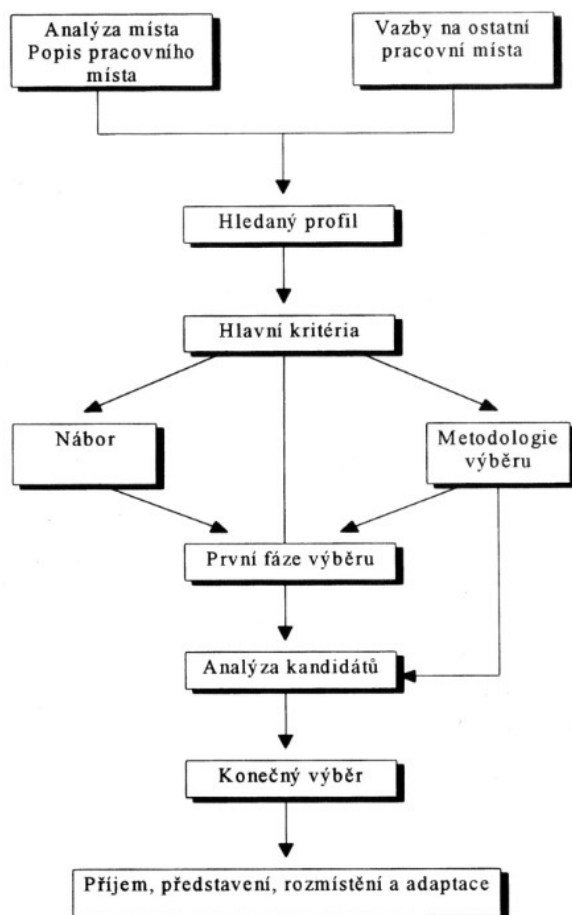 Analýza místa
Popis pracovního
místa
Vazby na ostatní
pracovní místa
Hledaný profil
Hlavní kritéria
Nábor
Metodologie
výběru
První fáze výběru
Analýza kandidátů
Konečný výběr
Příjem, představení, rozmístění a adaptace